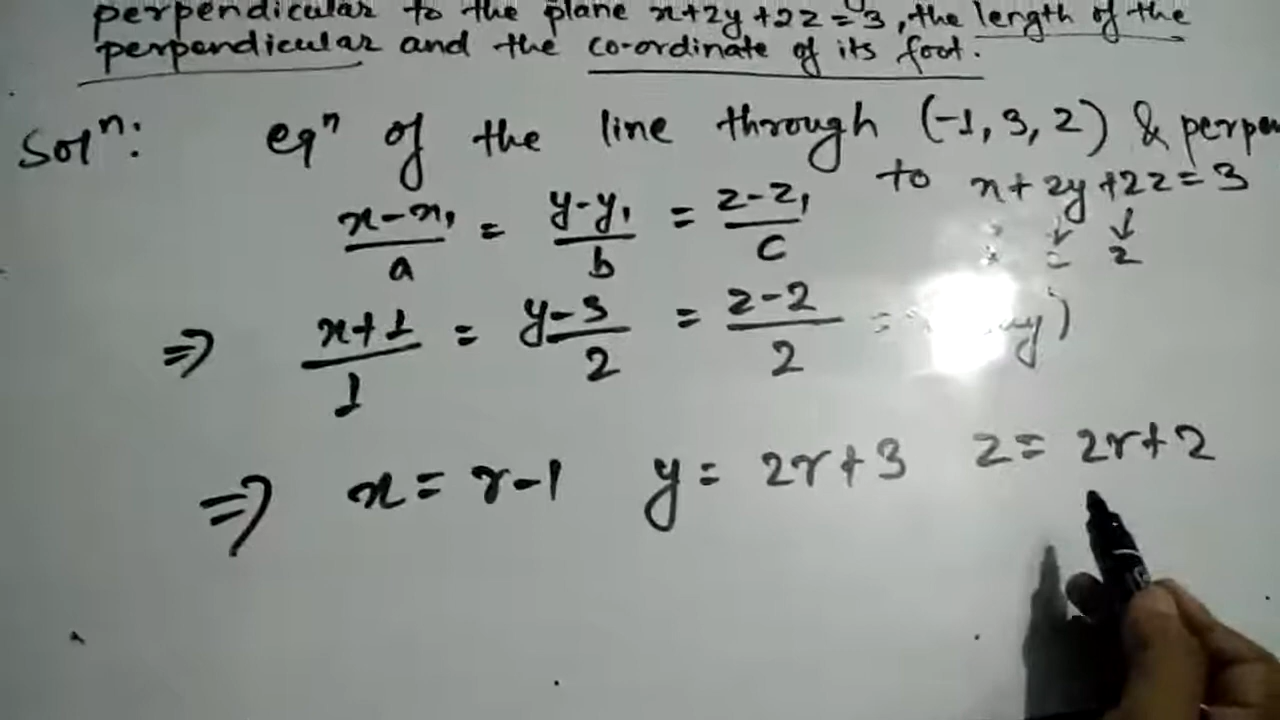 perpendicular to the plane x+2y+2z=3, the length of the
perpendicular and the co-ordinate of its foot.
Solⁿ: eqⁿ of the line through (-1, 3, 2) & perpen
to x+2y+2z=3
x-x₁/a = y-y₁/b = z-z₁/c
2
⇒ x+1/1 = y-3/2 = z-2/2 =
⇒ x = r-1 y = 2r+3 z = 2r+2